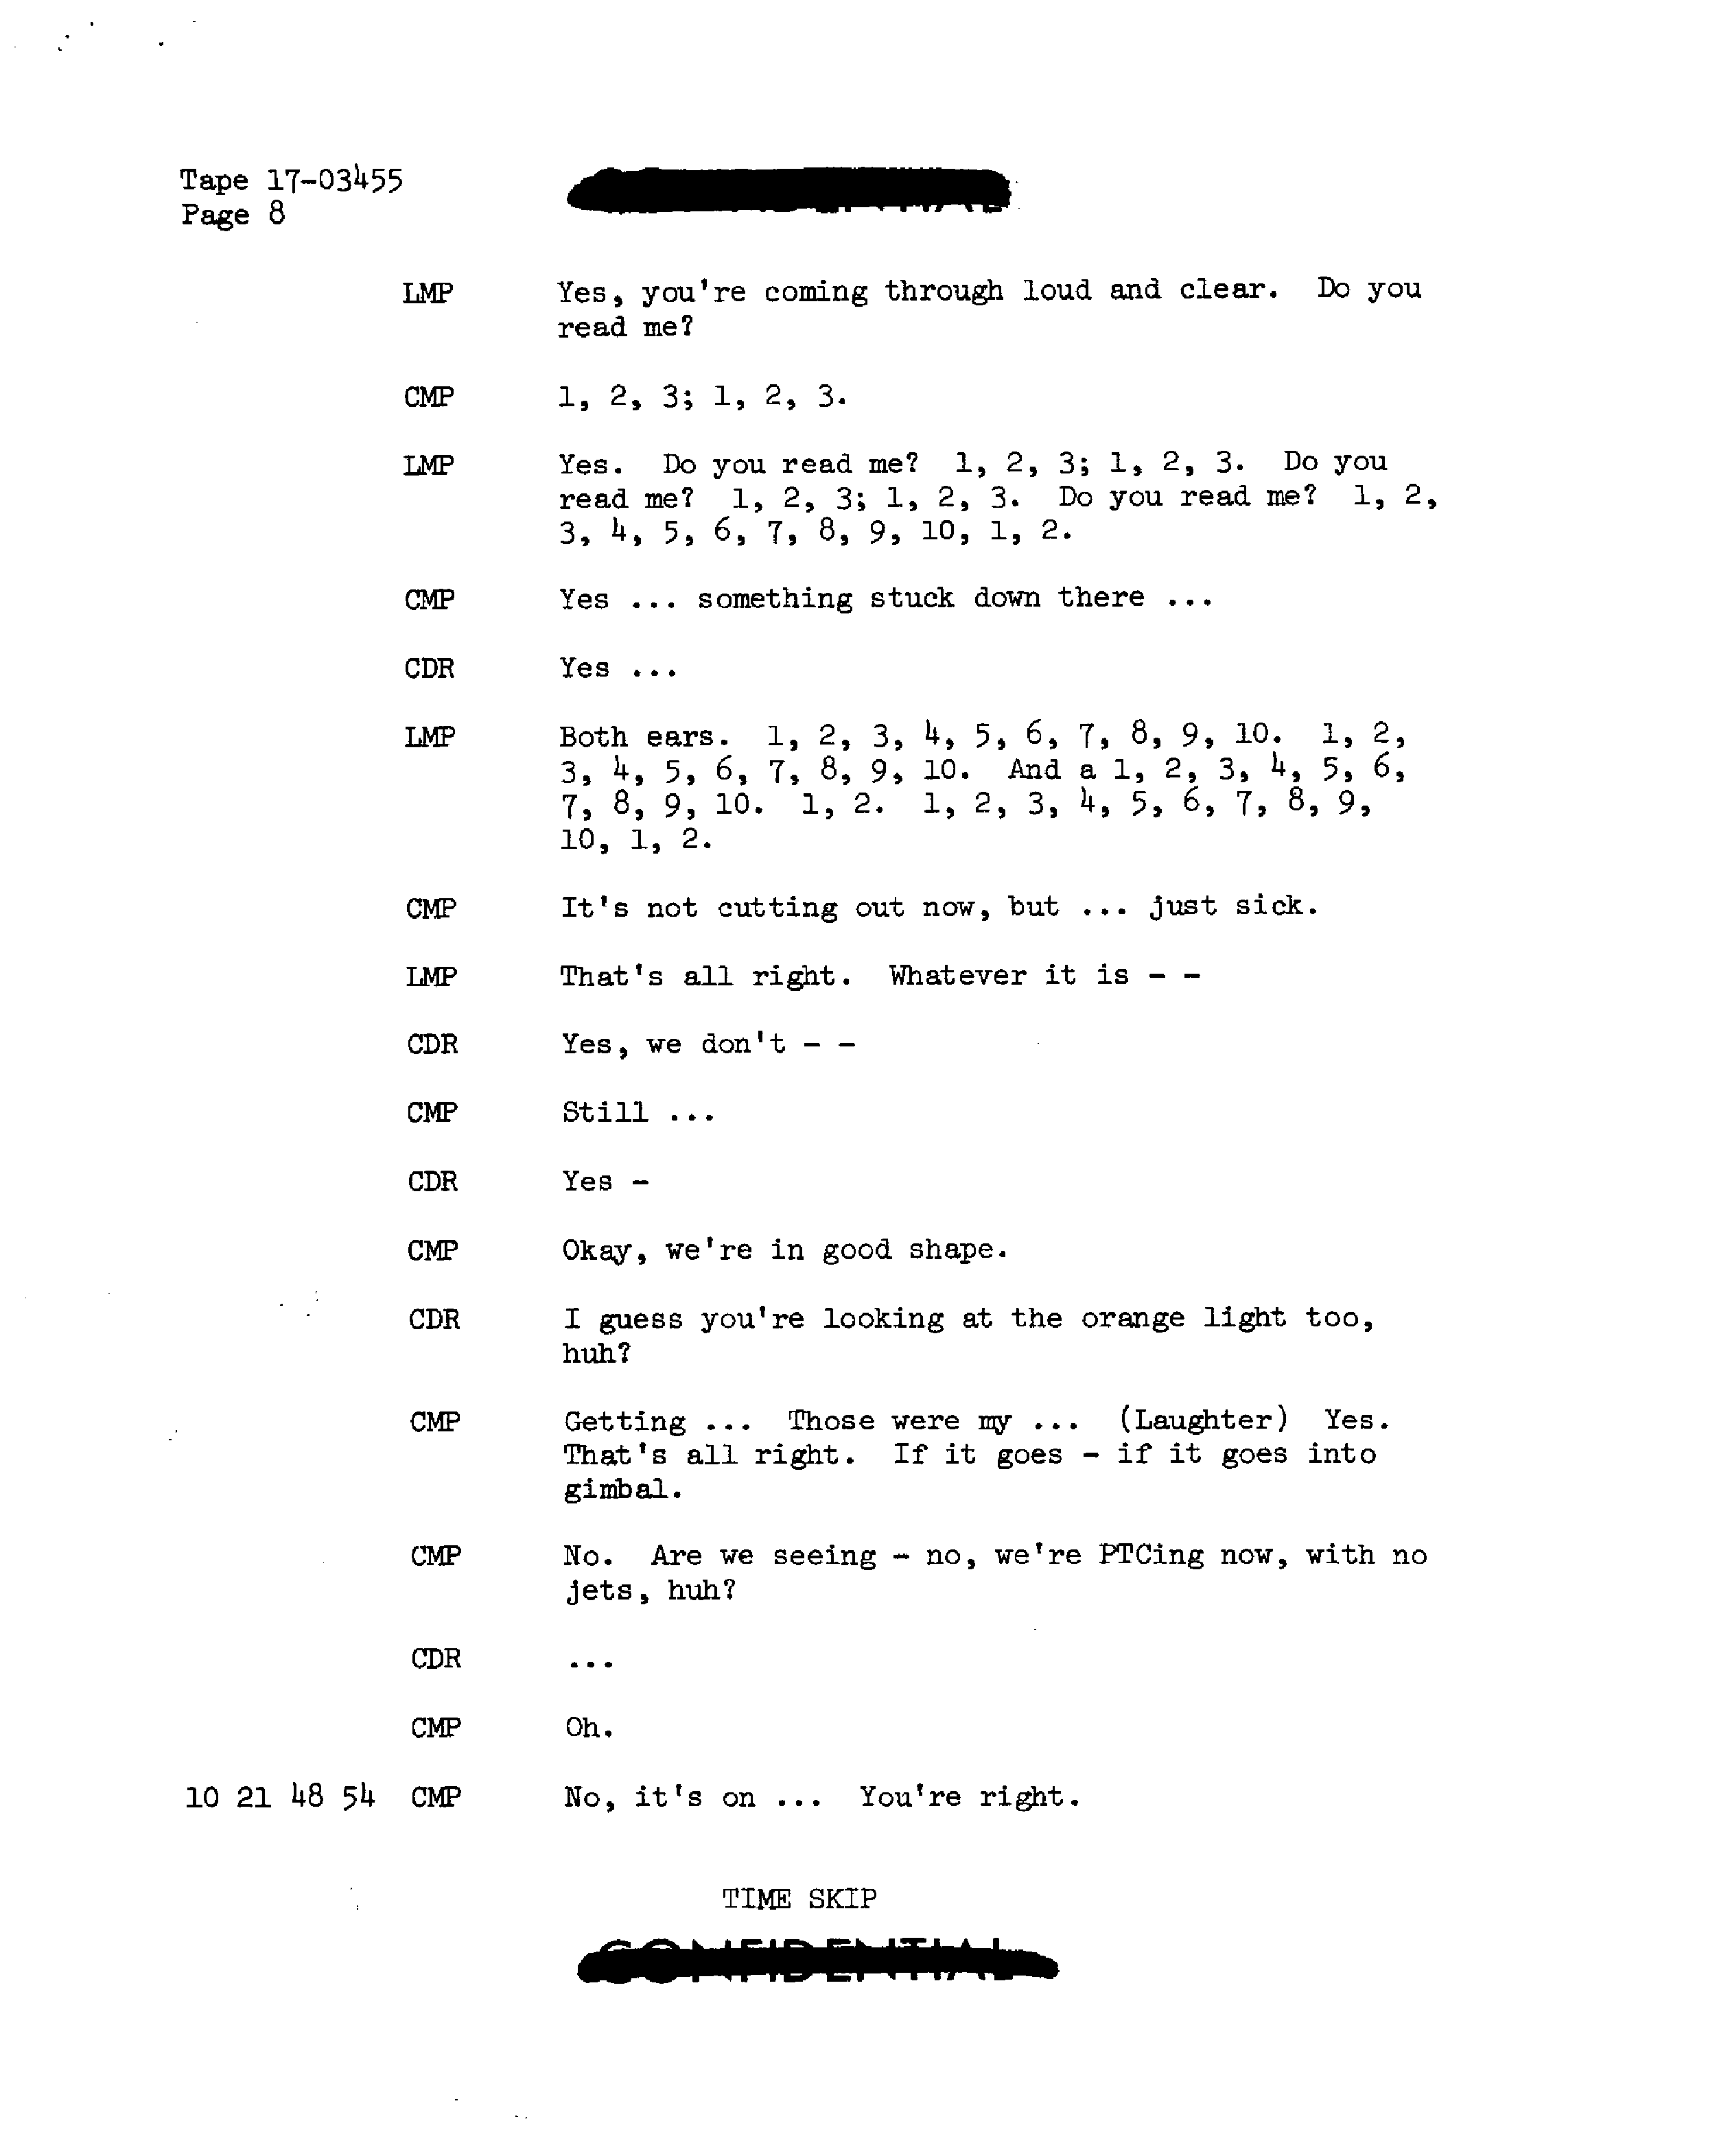 Tape 17-03455
Page 8
LMP Yes, you're coming through loud and clear. Do you
read me?
CMP 1, 2, 3; 1, 2, 3.
LMP Yes. Do you read me? 1, 2, 3; 1, 2, 3. Do you
read me? 1, 2, 3; 1, 2, 3. Do you read me? 1, 2,
3, 4, 5, 6, 7, 8, 9, 10, 1, 2.
CMP Yes ... something stuck down there ...
CDR Yes ...
LMP Both ears. 1, 2, 3, 4, 5, 6, 7, 8, 9, 10. 1, 2,
3, 4, 5, 6, 7, 8, 9, 10. And a 1, 2, 3, 4, 5, 6,
7, 8, 9, 10. 1, 2. 1, 2, 3, 4, 5, 6, 7, 8, 9,
10, 1, 2.
CMP It's not cutting out now, but ... just sick.
LMP That's all right. Whatever it is - -
CDR Yes, we don't - -
CMP Still ...
CDR Yes -
CMP Okay, we're in good shape.
CDR I guess you're looking at the orange light too,
huh?
CMP Getting ... Those were my ... (Laughter) Yes.
That's all right. If it goes - if it goes into
gimbal.
CMP No. Are we seeing - no, we're PTCing now, with no
jets, huh?
CDR ...
CMP Oh.
10 21 48 54 CMP No, it's on ... You're right.
TIME SKIP
CONFIDENTIAL